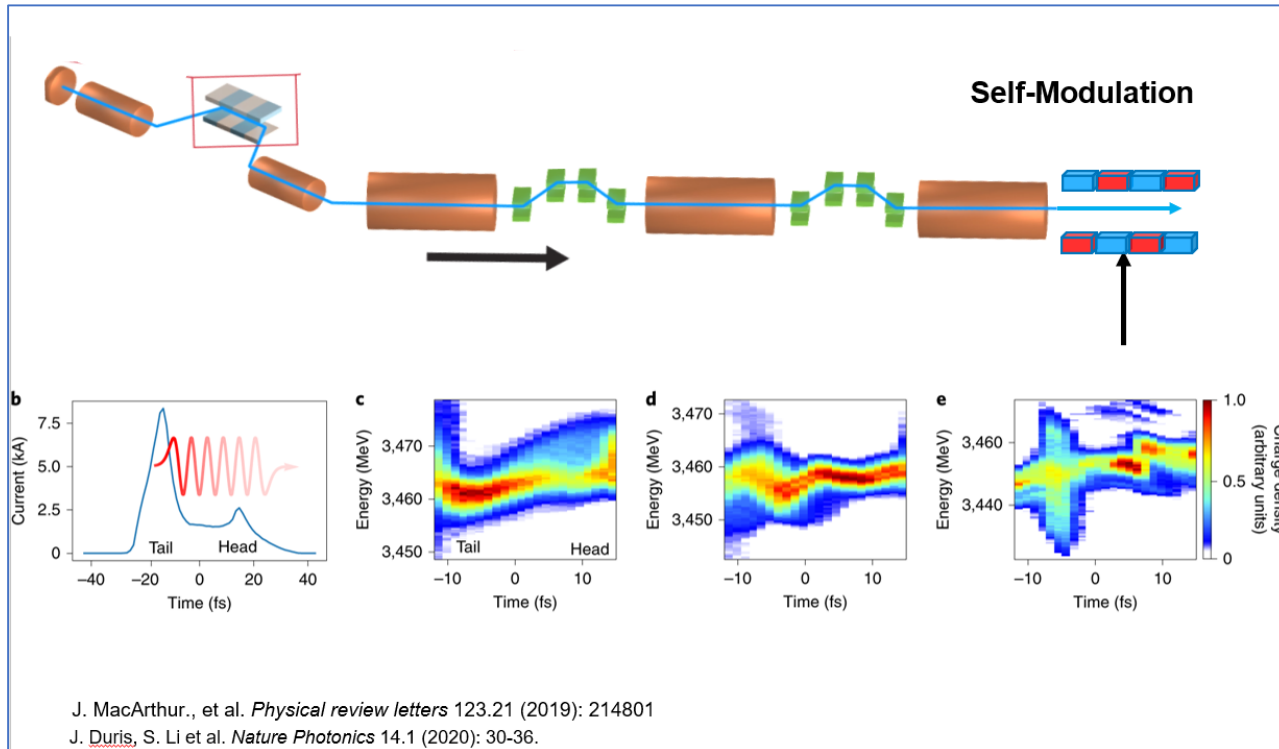 Self-Modulation
b
7.5
5.0
2.5
0
Current (kA)
Tail
Head
−40
−20
0
20
40
Time (fs)
c
3,470
3,460
3,450
Energy (MeV)
Tail
Head
−10
0
10
Time (fs)
d
3,470
3,460
3,450
Energy (MeV)
−10
0
10
Time (fs)
e
3,460
3,440
Energy (MeV)
−10
0
10
Time (fs)
1.0
0.5
0
Charge density
(arbitrary units)
J. MacArthur., et al. Physical review letters 123.21 (2019): 214801
J. Duris, S. Li et al. Nature Photonics 14.1 (2020): 30-36.